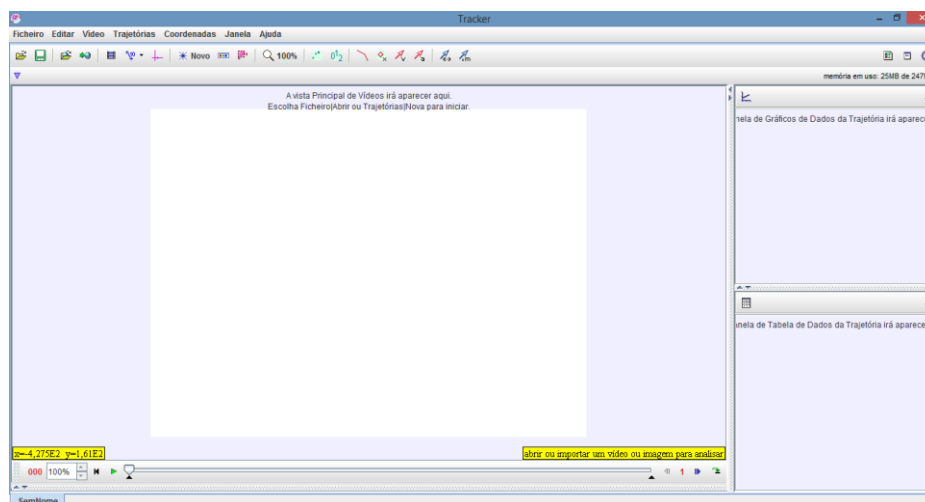 Tracker
Ficheiro Editar Video Trajetórias Coordenadas Janela Ajuda
Novo 100%
memória em uso: 25MB de 247
A vista Principal de Vídeos irá aparecer aqui.
Escolha Ficheiro|Abrir ou Trajetórias|Nova para iniciar.
nela de Gráficos de Dados da Trajetória irá aparec
nela de Tabela de Dados da Trajetória irá aparece
x=-4,275E2 y=1,61E2
abrir ou importar um vídeo ou imagem para analisar
000 100% 1
SemNome